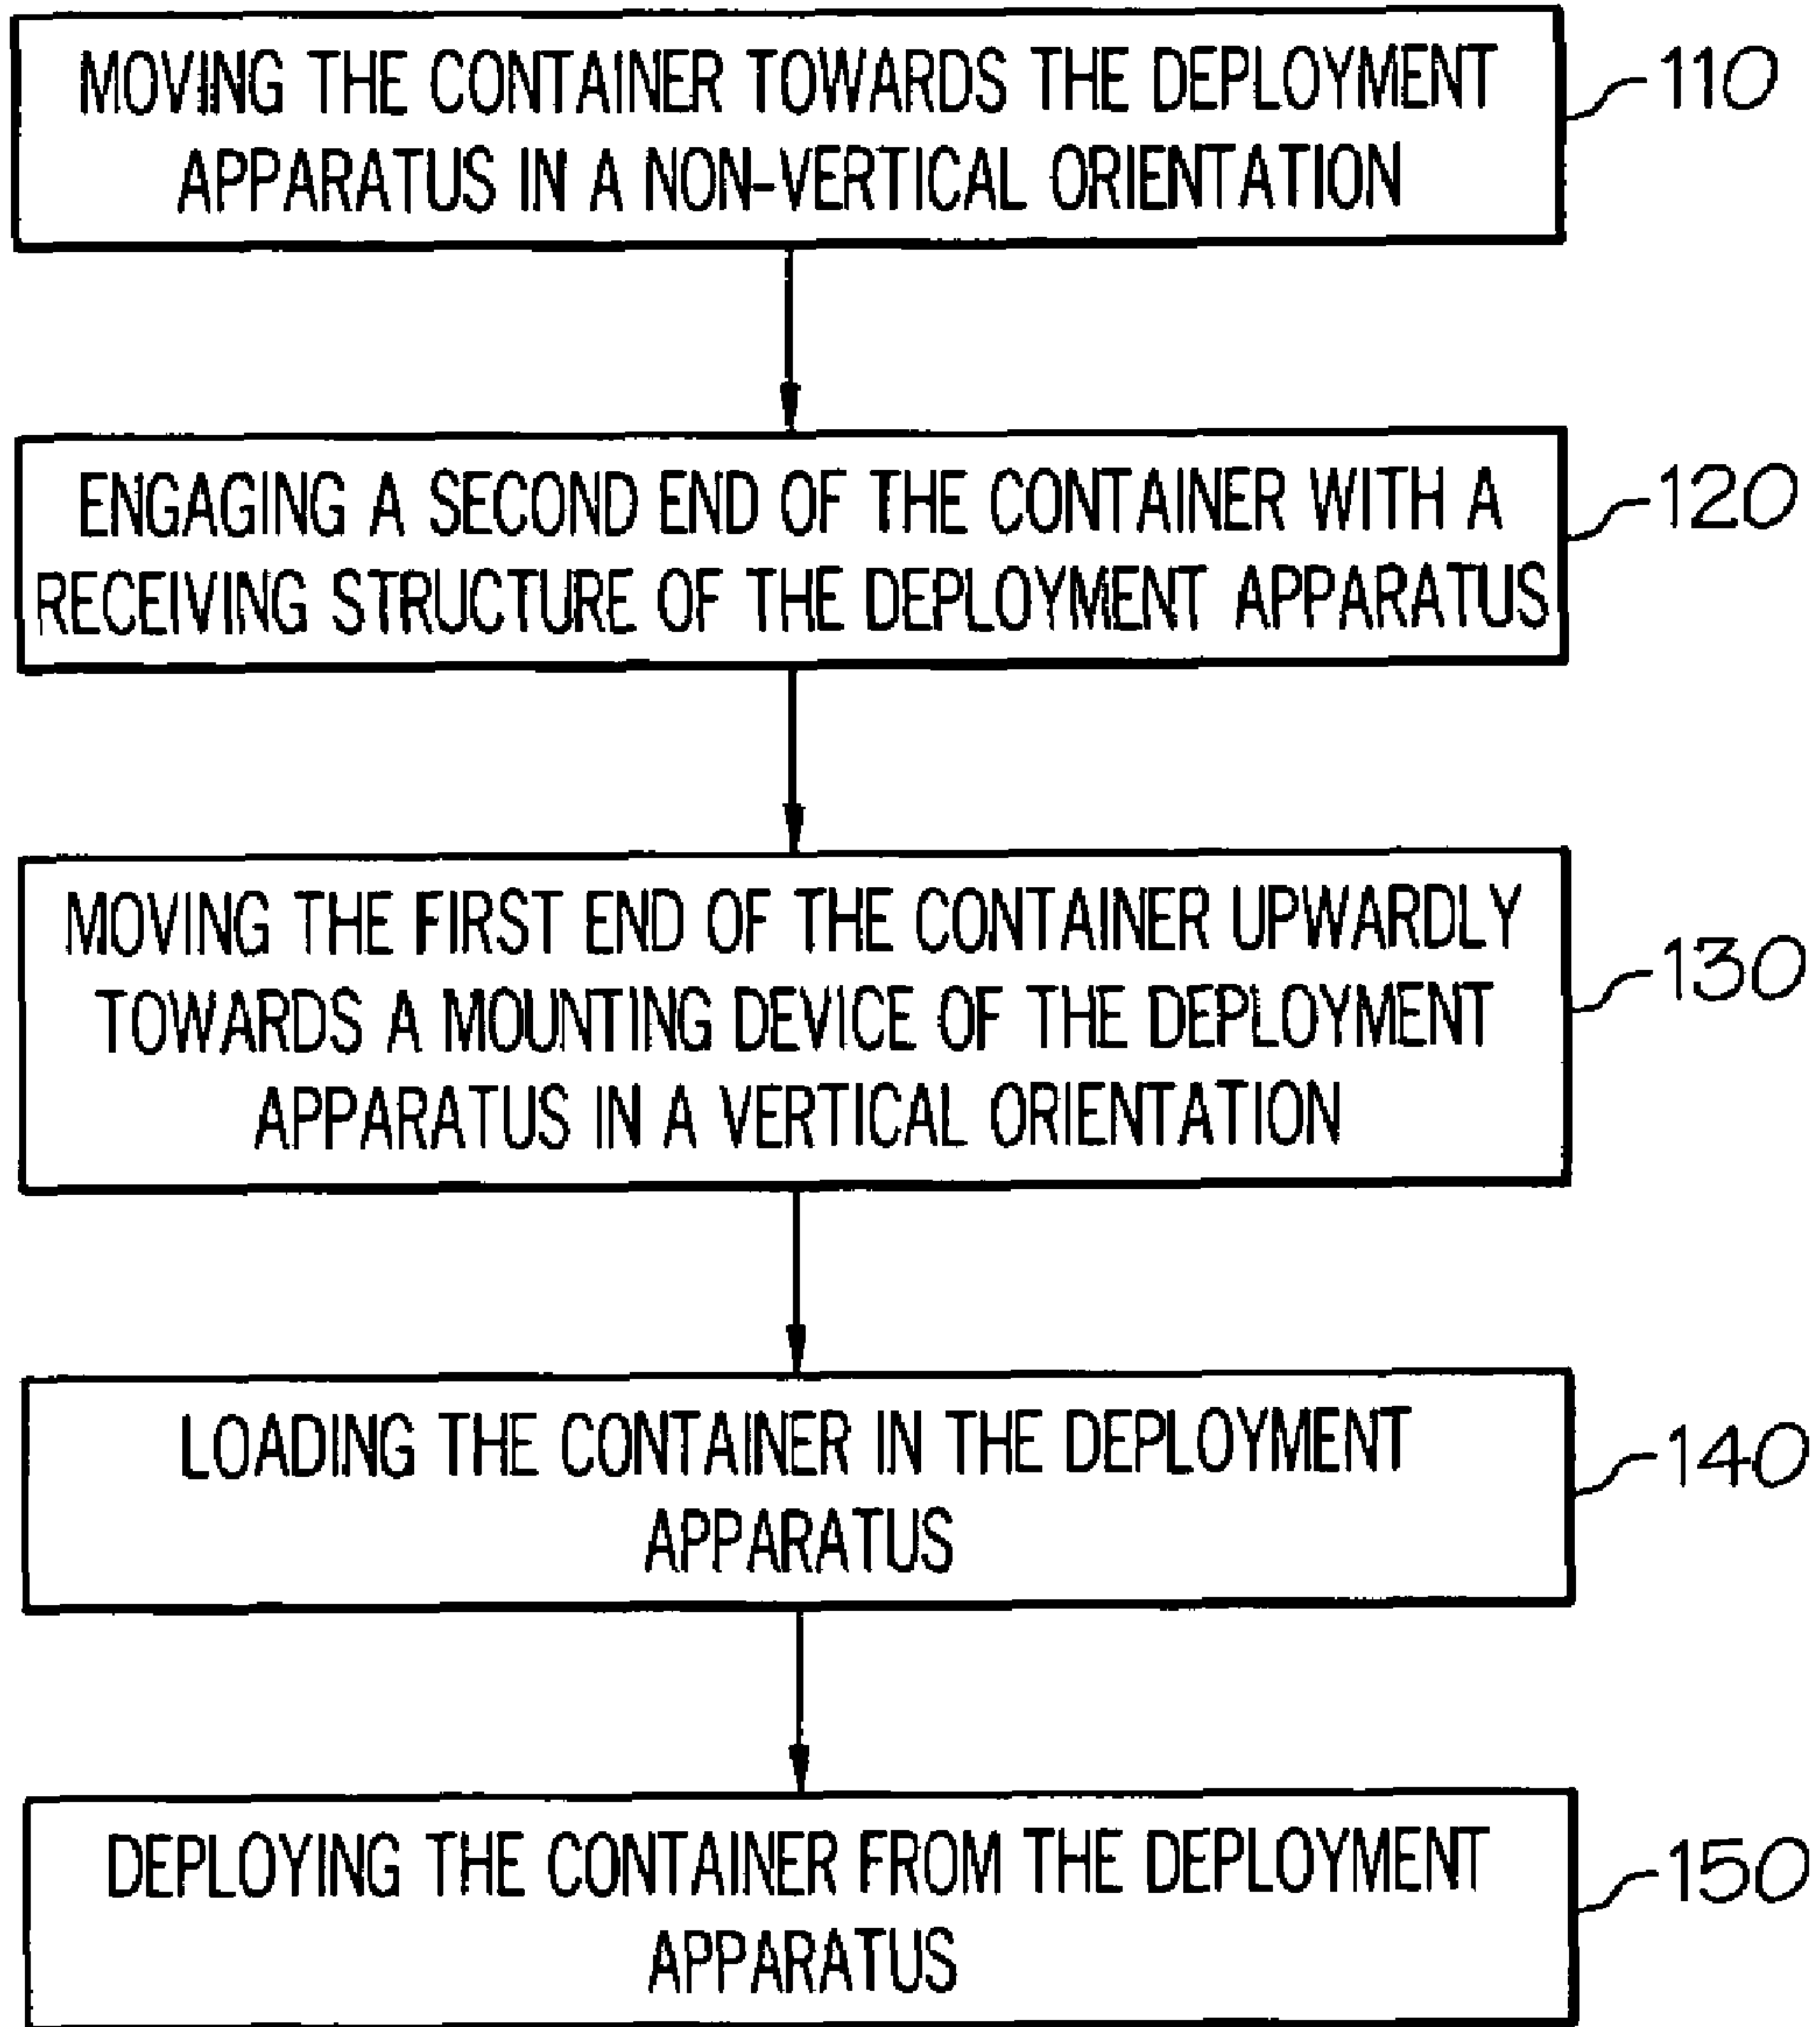 MOVING THE CONTAINER TOWARDS THE DEPLOYMENT
APPARATUS IN A NON-VERTICAL ORIENTATION
110
ENGAGING A SECOND END OF THE CONTAINER WITH A
RECEIVING STRUCTURE OF THE DEPLOYMENT APPARATUS
120
MOVING THE FIRST END OF THE CONTAINER UPWARDLY
TOWARDS A MOUNTING DEVICE OF THE DEPLOYMENT
APPARATUS IN A VERTICAL ORIENTATION
130
LOADING THE CONTAINER IN THE DEPLOYMENT
APPARATUS
140
DEPLOYING THE CONTAINER FROM THE DEPLOYMENT
APPARATUS
150